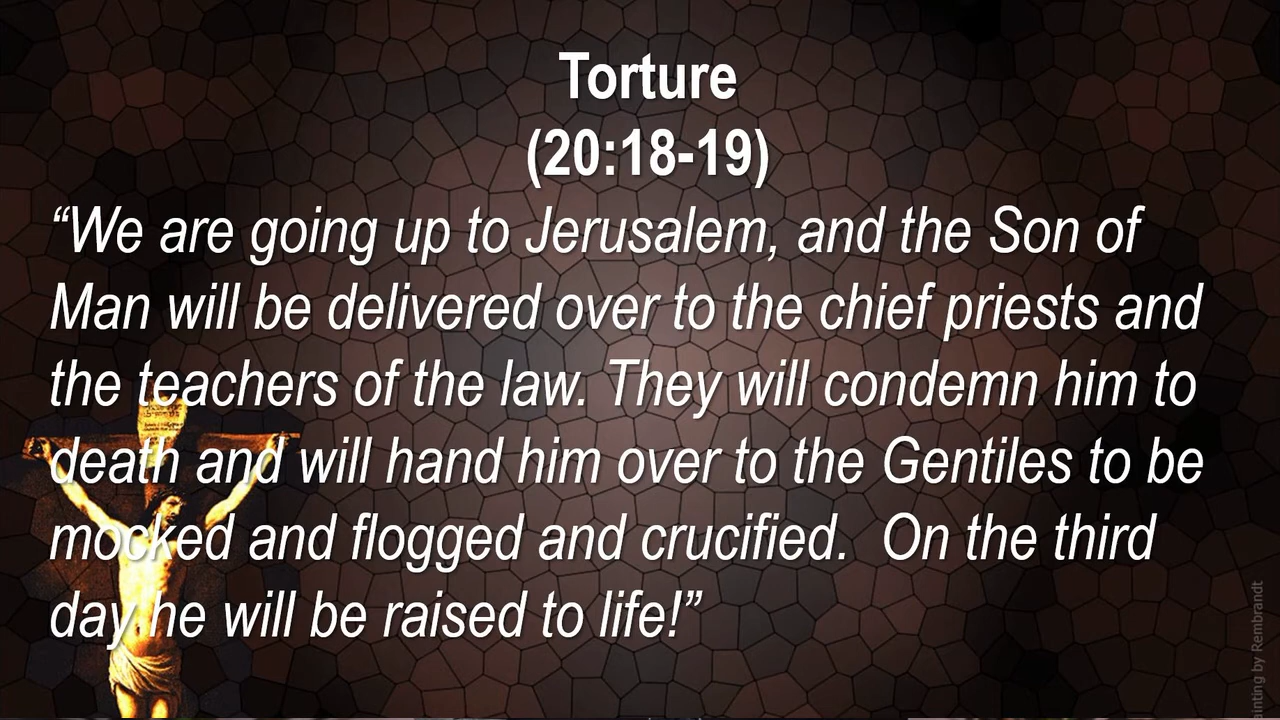 Torture
(20:18-19)
“We are going up to Jerusalem, and the Son of
Man will be delivered over to the chief priests and
the teachers of the law. They will condemn him to
death and will hand him over to the Gentiles to be
mocked and flogged and crucified.  On the third
day he will be raised to life!”
by Rembrandt